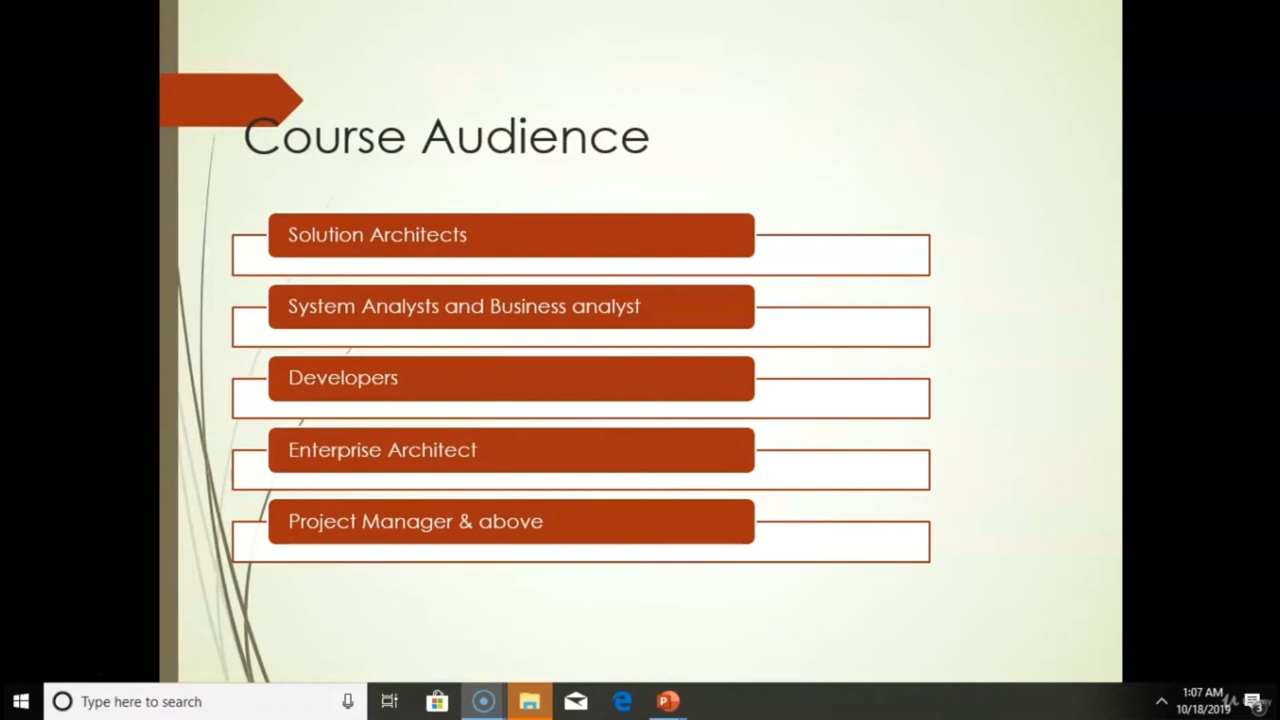 Course Audience
Solution Architects
System Analysts and Business analyst
Developers
Enterprise Architect
Project Manager & above
Type here to search
1:07 AM
10/18/2019
3